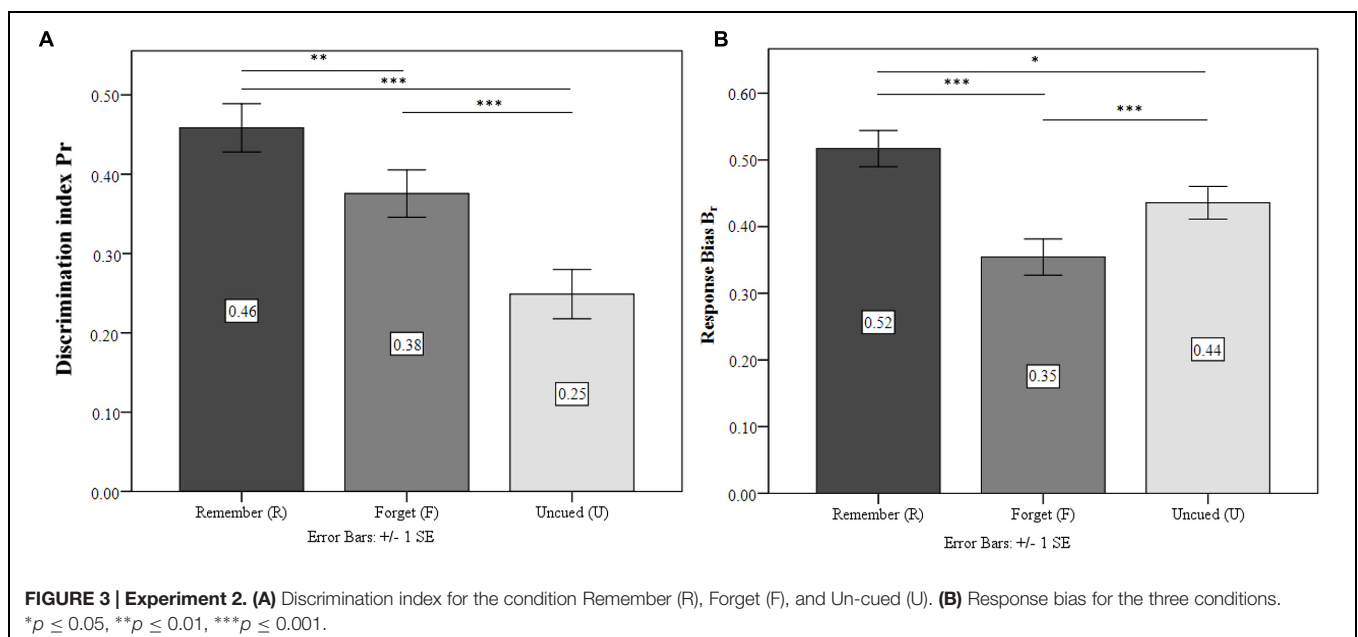 A
**
***
***
0.50
0.40
0.30
0.20
0.10
0.00
Discrimination index Pr
0.46
0.38
0.25
Remember (R) Forget (F) Uncued (U)
Error Bars: +/- 1 SE
B
*
***
***
0.60
0.50
0.40
0.30
0.20
0.10
0.00
Response Bias Br
0.52
0.35
0.44
Remember (R) Forget (F) Uncued (U)
Error Bars: +/- 1 SE
FIGURE 3 | Experiment 2. (A) Discrimination index for the condition Remember (R), Forget (F), and Un-cued (U). (B) Response bias for the three conditions.
*p ≤ 0.05, **p ≤ 0.01, ***p ≤ 0.001.